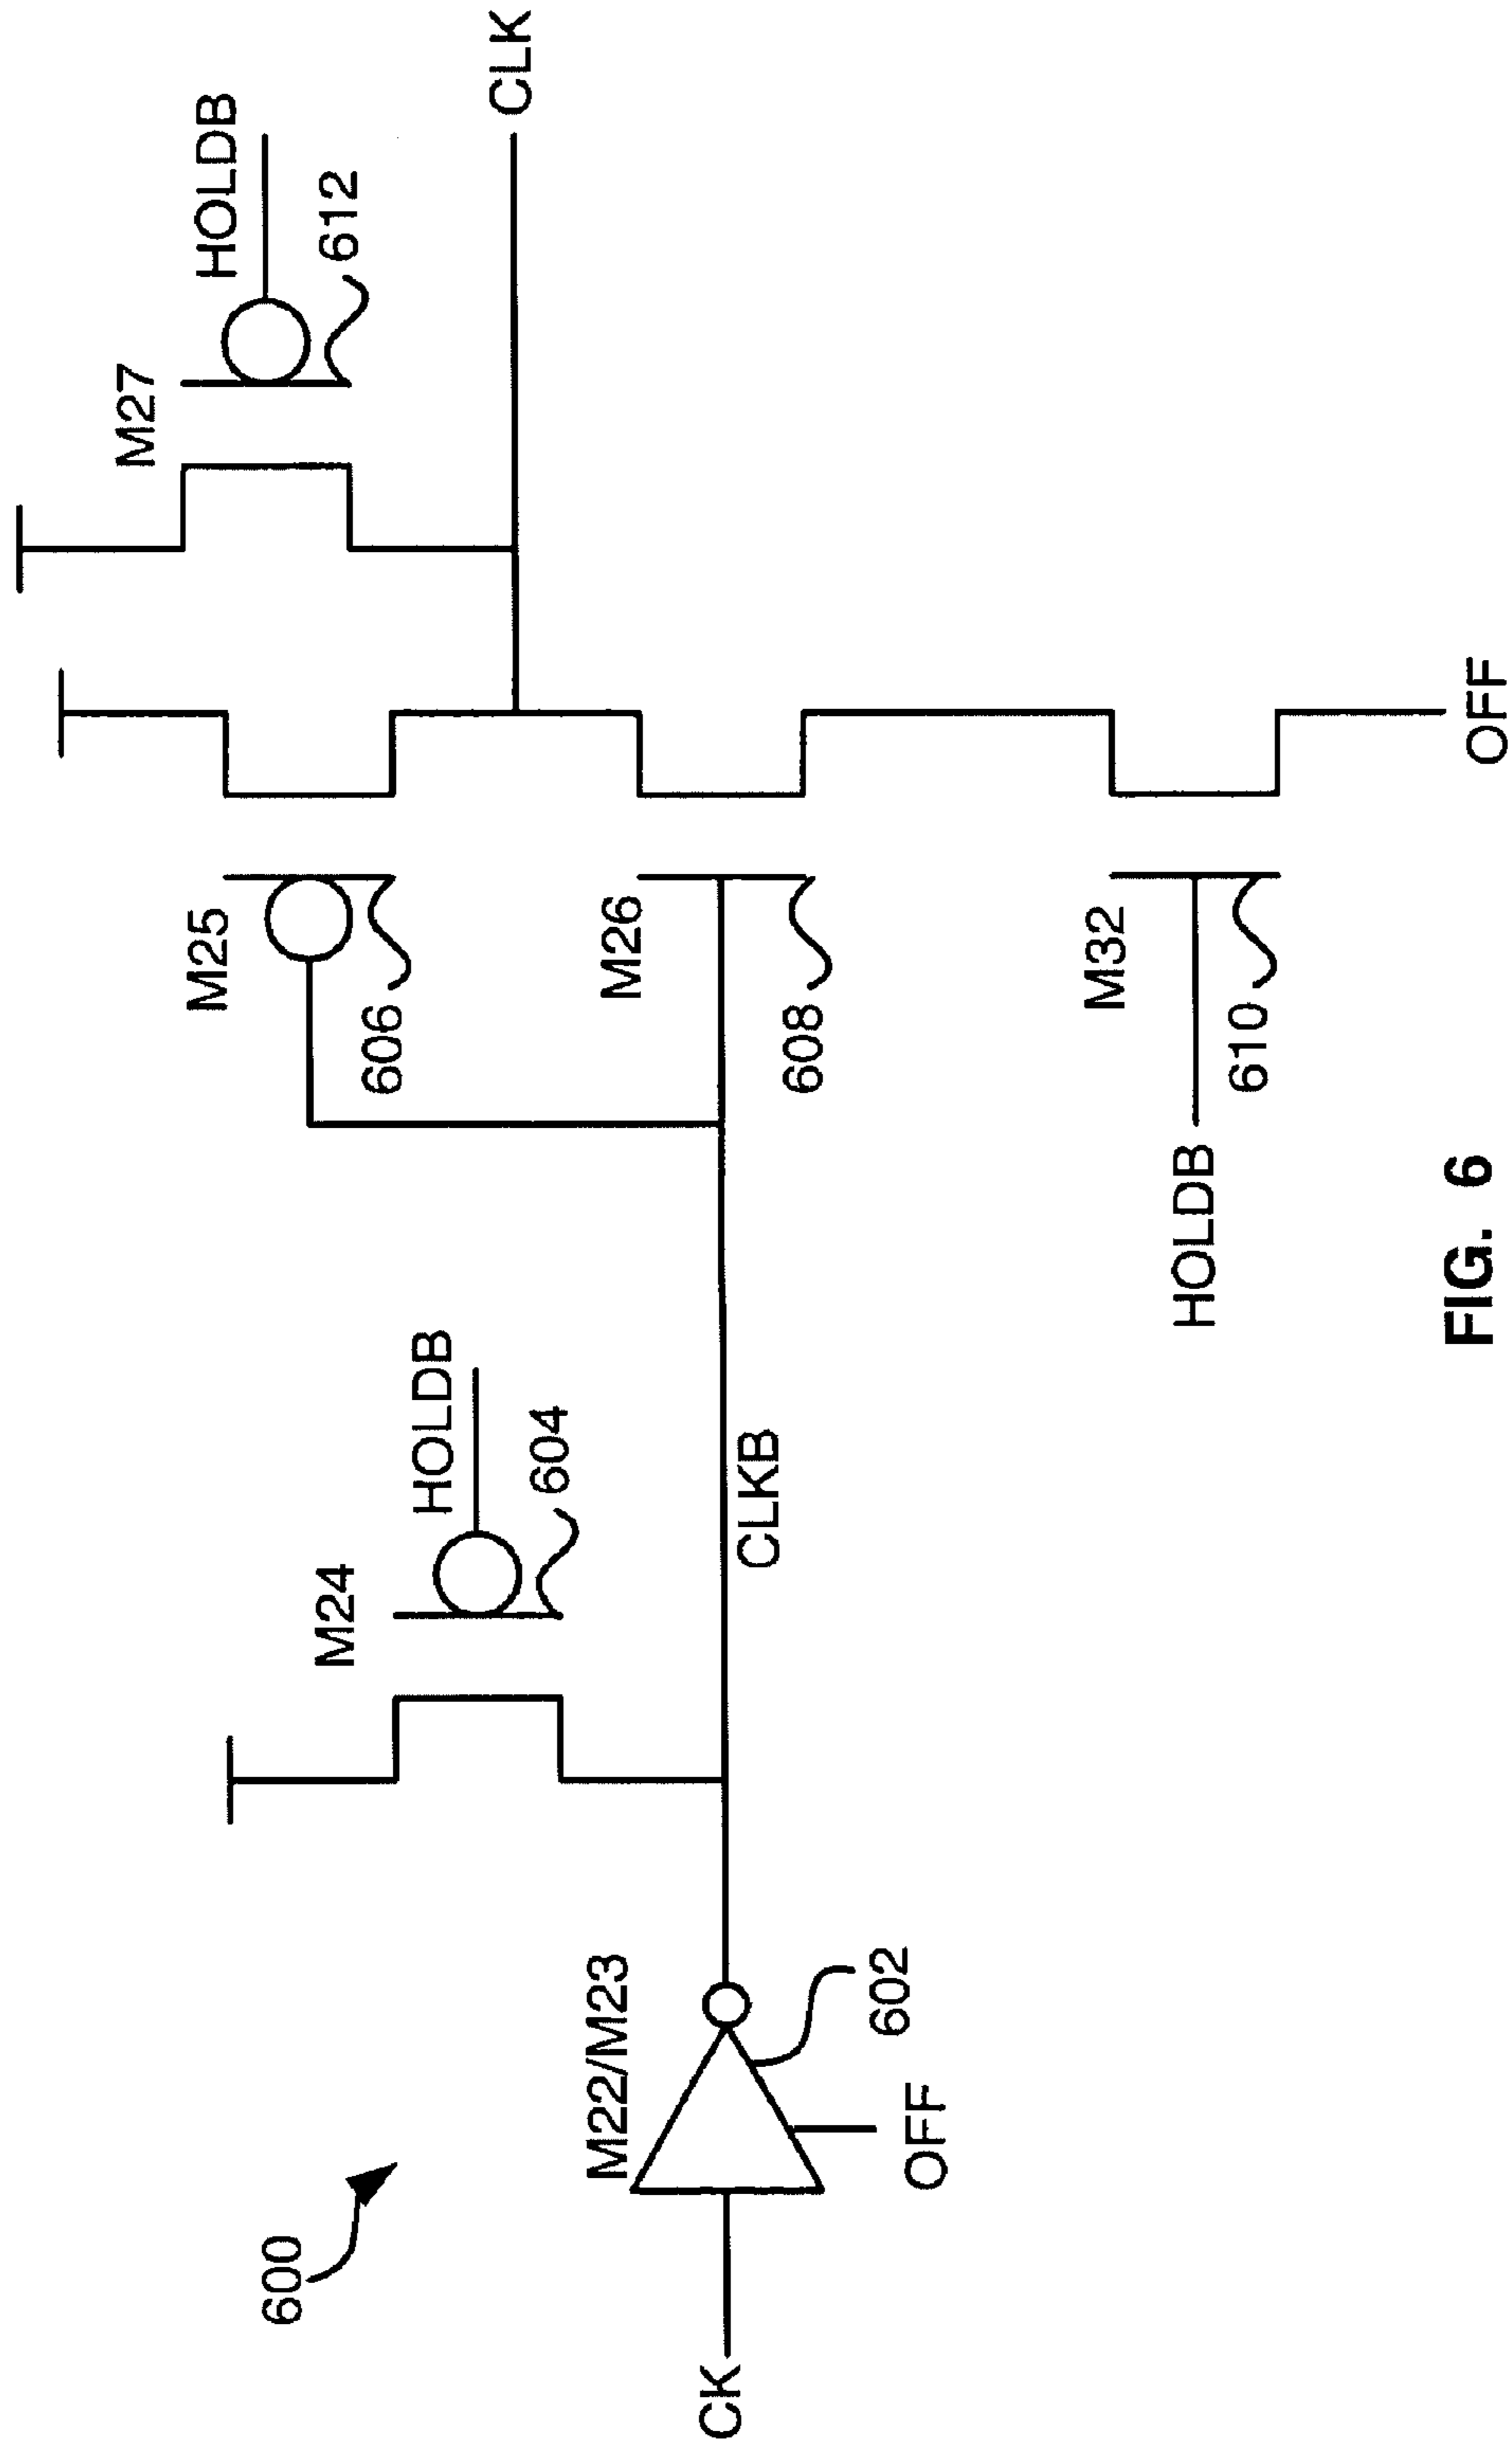 600
CK
M22/M23
602
OFF
M24
HOLDB
604
CLKB
M25
606
M26
608
M32
HOLDB
610
OFF
M27
HOLDB
612
CLK
FIG. 6